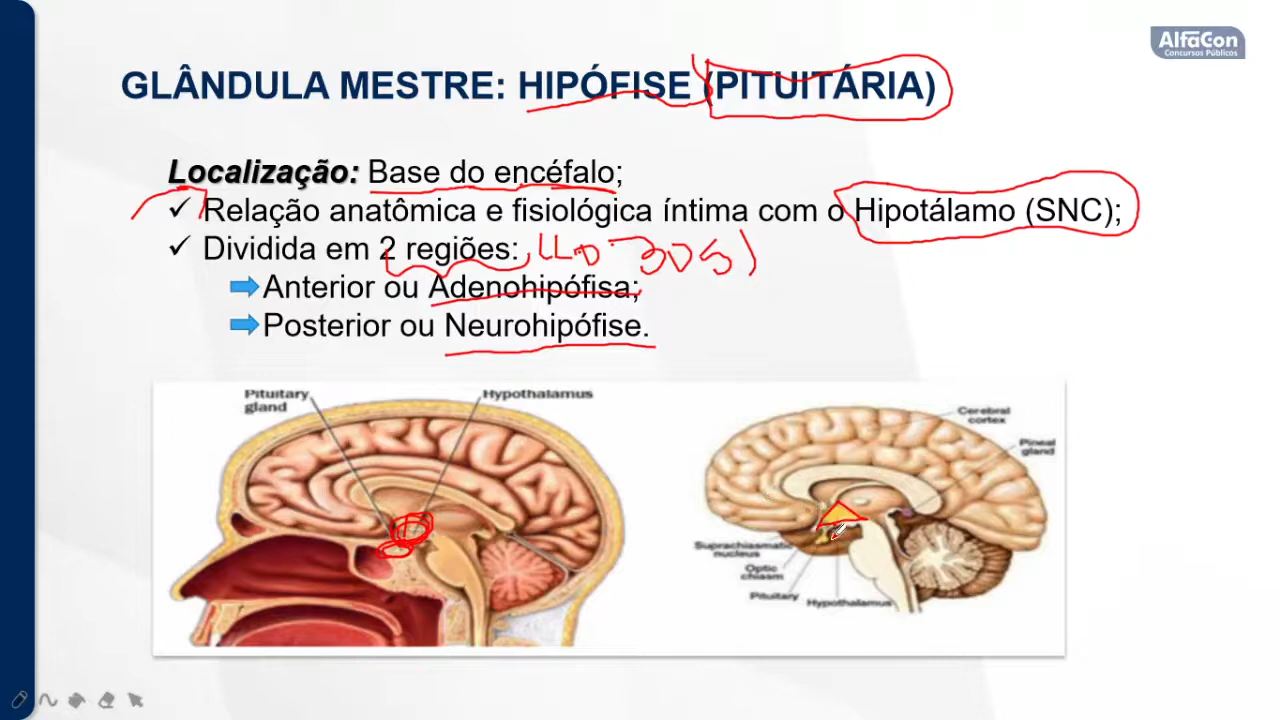 AlfaCon
Concursos Públicos
GLÂNDULA MESTRE: HIPÓFISE (PITUITÁRIA)
Localização: Base do encéfalo;
✓ Relação anatômica e fisiológica íntima com o Hipotálamo (SNC);
✓ Dividida em 2 regiões:
Anterior ou Adenohipófisa;
Posterior ou Neurohipófise.
Pituitary gland
Hypothalamus
Cerebral cortex
Pineal gland
Suprachiasmatic nucleus
Optic chiasm
Pituitary
Hypothalamus